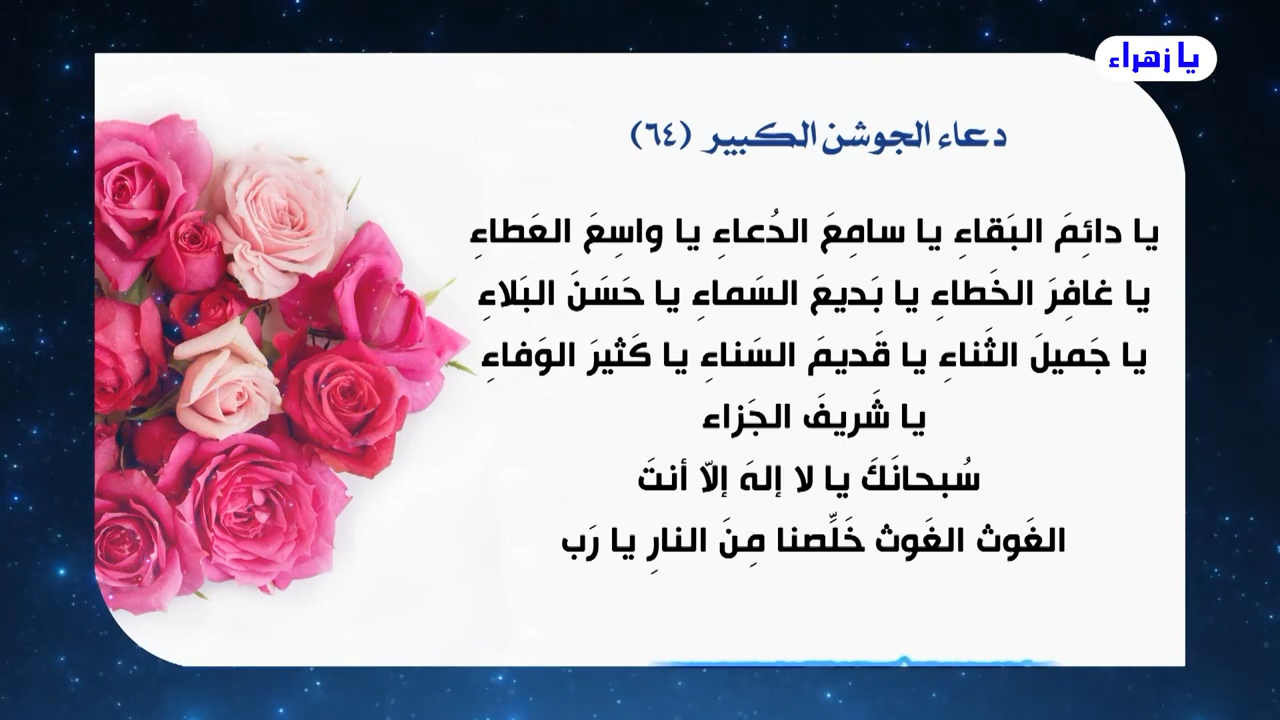 يا زهراء
دعاء الجوشن الكبير (٦٤)
يا دائِمَ البَقاءِ يا سامِعَ الدُعاءِ يا واسِعَ العَطاءِ
يا غافِرَ الخَطاءِ يا بَديعَ السَماءِ يا حَسَنَ البَلاءِ
يا جَميلَ الثَناءِ يا قَديمَ السَناءِ يا كَثيرَ الوَفاءِ
يا شَريفَ الجَزاء
سُبحانَكَ يا لا إلهَ إلاّ أنتَ
الغَوث الغَوث خَلِّصنا مِنَ النارِ يا رَب